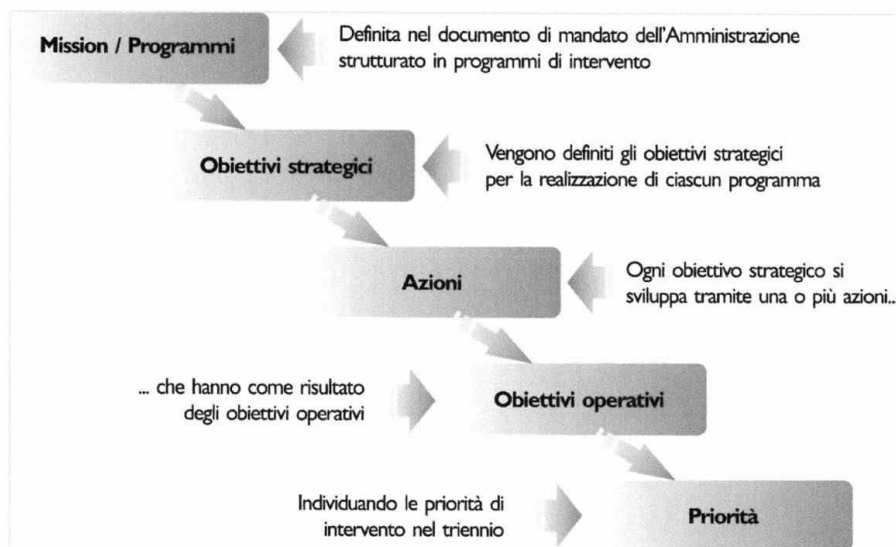 Mission / Programmi
Definita nel documento di mandato dell'Amministrazione
strutturato in programmi di intervento
Obiettivi strategici
Vengono definiti gli obiettivi strategici
per la realizzazione di ciascun programma
Azioni
Ogni obiettivo strategico si
sviluppa tramite una o più azioni...
... che hanno come risultato
degli obiettivi operativi
Obiettivi operativi
Individuando le priorità di
intervento nel triennio
Priorità